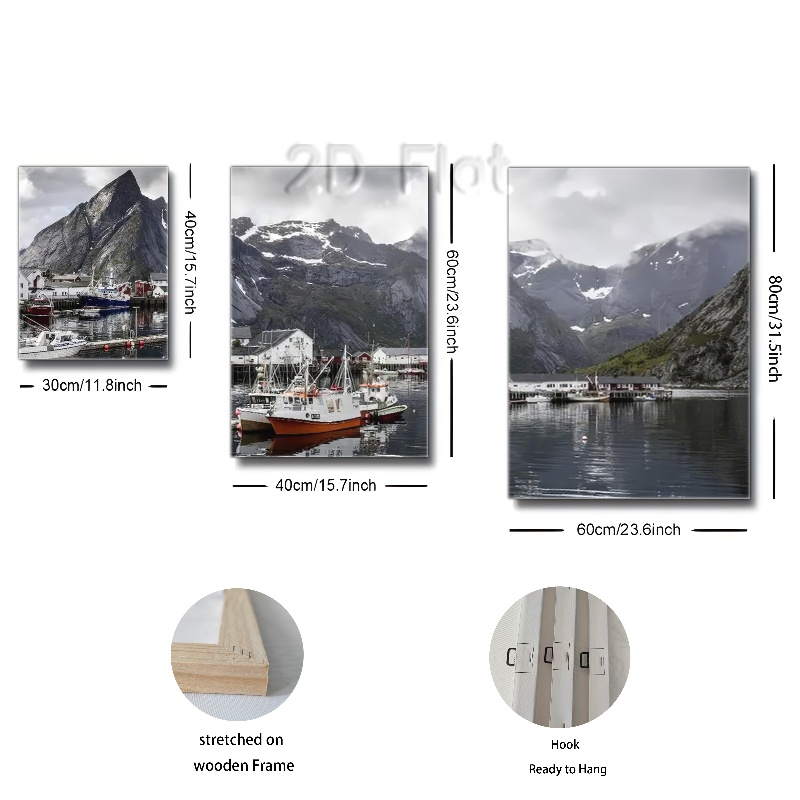 2D Flat
40cm/15.7inch
30cm/11.8inch
60cm/23.6inch
40cm/15.7inch
80cm/31.5inch
60cm/23.6inch
stretched on
wooden Frame
Hook
Ready to Hang